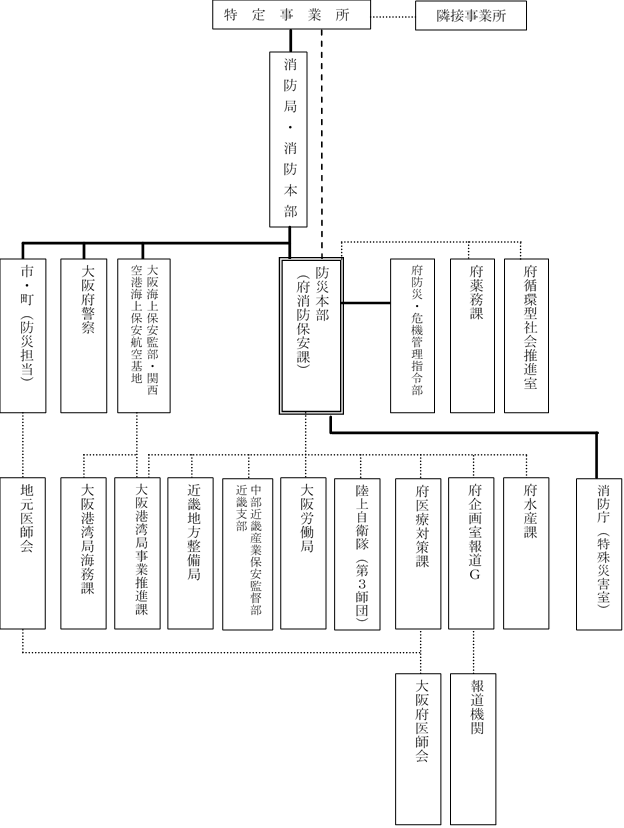 特定事業所
隣接事業所
消防局・消防本部
市・町（防災担当）
大阪府警察
大阪海上保安監部・関西
空港海上保安航空基地
防災本部
（府消防保安課）
府防災・危機管理指令部
府薬務課
府循環型社会推進室
地元医師会
大阪港湾局海務課
大阪港湾局事業推進課
近畿地方整備局
中部近畿産業保安監督部
近畿支部
大阪労働局
陸上自衛隊（第３師団）
府医療対策課
府企画室報道Ｇ
府水産課
消防庁（特殊災害室）
大阪府医師会
報道機関